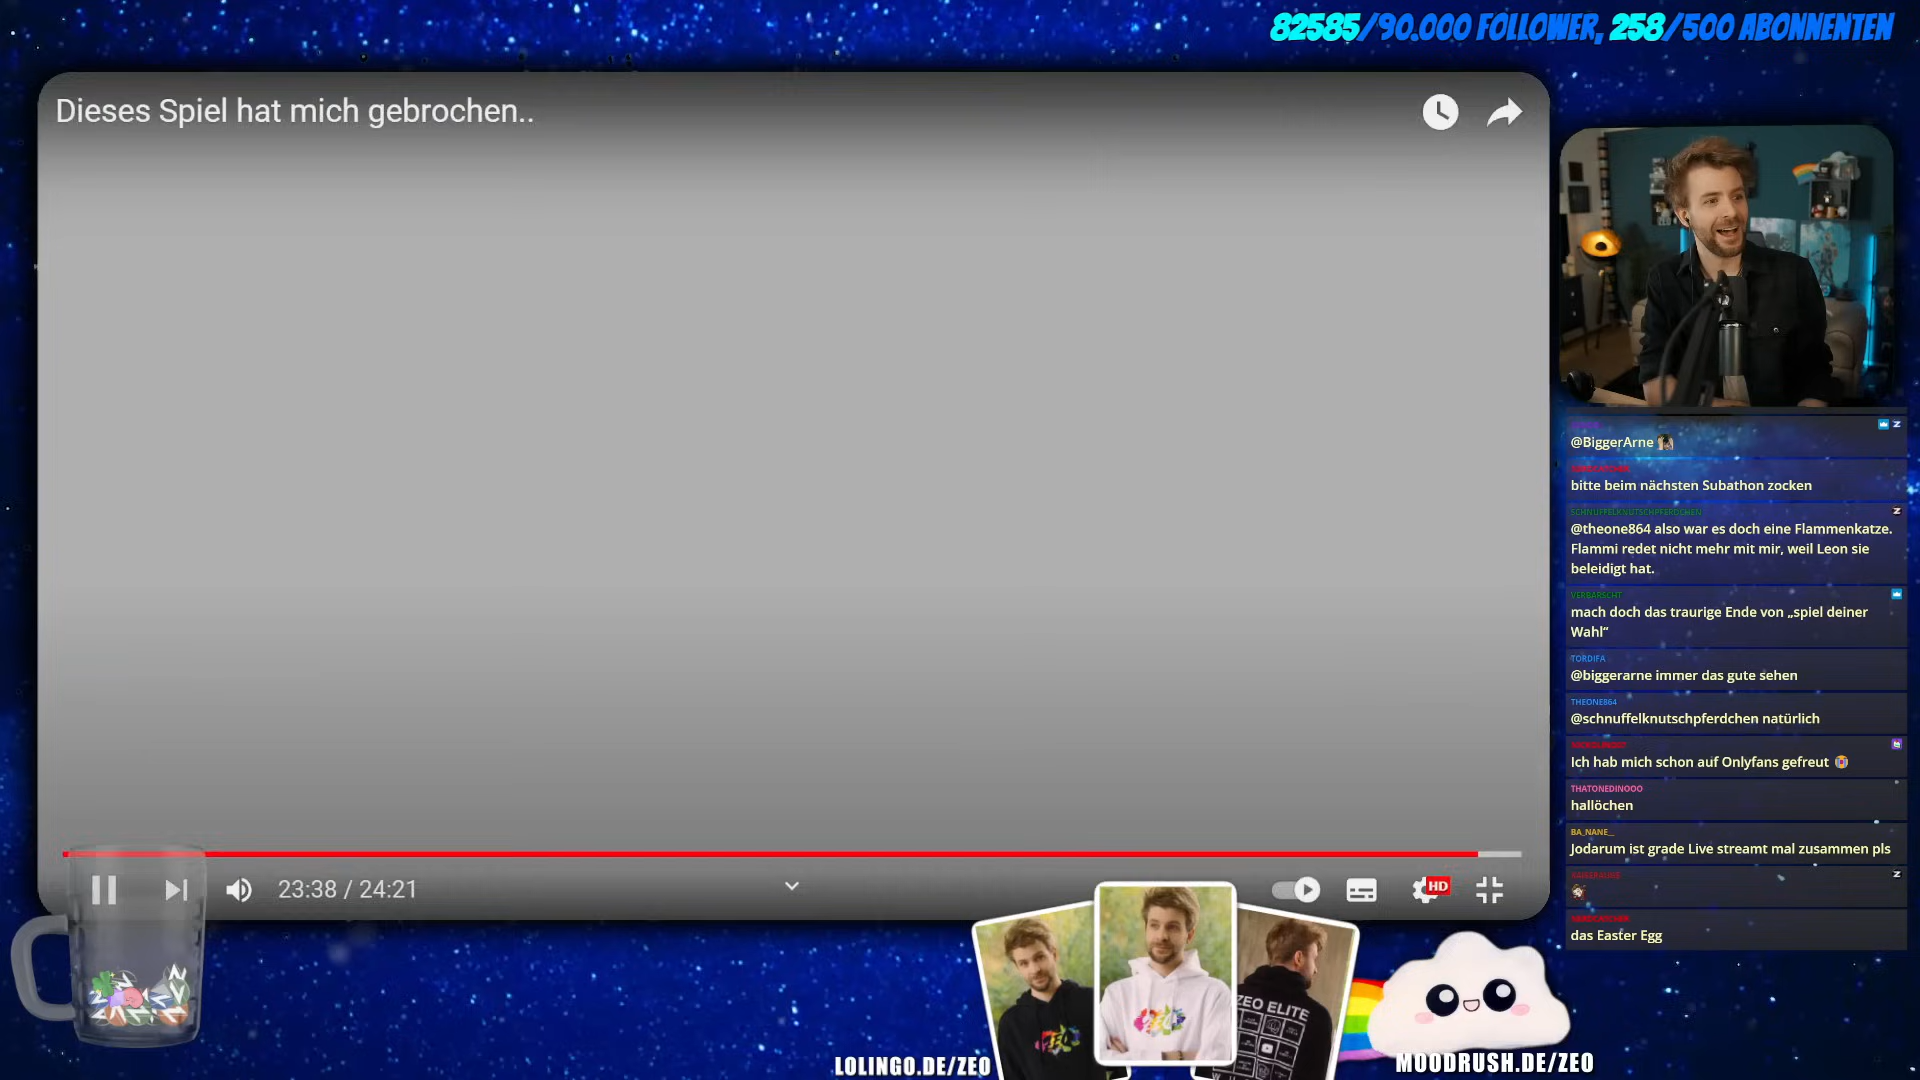 82585/90.000 FOLLOWER, 258/500 ABONNENTEN
Dieses Spiel hat mich gebrochen..
@BiggerArne
bitte beim nächsten Subathon zocken
SCHNUFFELKNUTSCHPFERDCHEN
@theone864 also war es doch eine Flammenkatze.
Flammi redet nicht mehr mit mir, weil Leon sie
beleidigt hat.
VERBARSCHT
mach doch das traurige Ende von „spiel deiner
Wahl“
TORDIFA
@biggerarne immer das gute sehen
THEONE864
@schnuffelknutschpferdchen natürlich
Ich hab mich schon auf Onlyfans gefreut
THATONEDINOOO
hallöchen
BA_NANE__
Jodarum ist grade Live streamt mal zusammen pls
das Easter Egg
23:38 / 24:21
HD
ZEO ELITE
LOLINGO.DE/ZEO
MOODRUSH.DE/ZEO